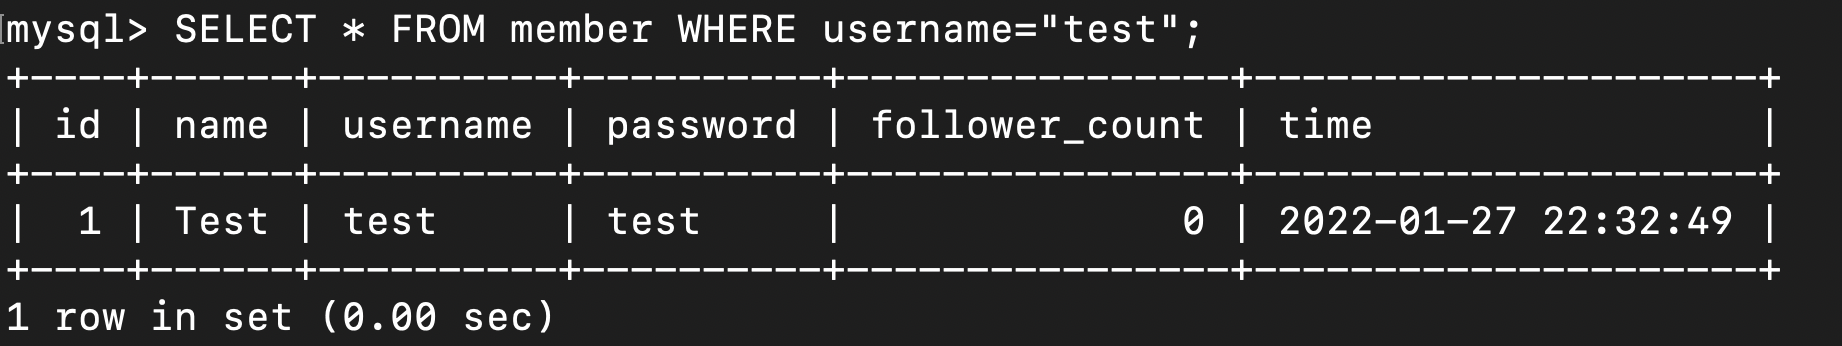 mysql> SELECT * FROM member WHERE username="test";
+----+------+----------+----------+----------------+---------------------+
| id | name | username | password | follower_count | time                |
+----+------+----------+----------+----------------+---------------------+
|  1 | Test | test     | test     |              0 | 2022-01-27 22:32:49 |
+----+------+----------+----------+----------------+---------------------+
1 row in set (0.00 sec)